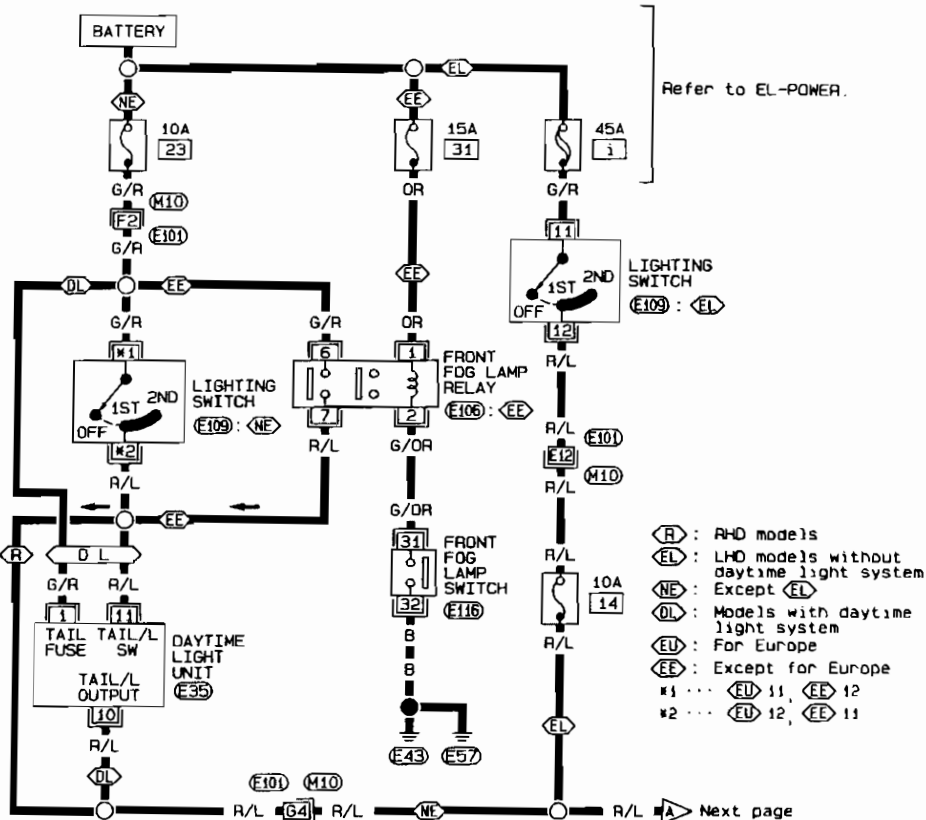 BATTERY
EL
Refer to EL-POWER.
NE
EE
10A
23
15A
31
45A
i
G/R
OR
G/R
M10
F2
E101
G/R
11
DL
EE
EE
LIGHTING
SWITCH
E109 : EL
1ST
2ND
OFF
12
G/R
G/R
OR
R/L
*1
6
1
FRONT
FOG LAMP
RELAY
E106 : EE
LIGHTING
SWITCH
E109 : NE
1ST
2ND
OFF
7
2
*2
R/L
G/OR
R/L
E101
E12
M10
R/L
R/L
EE
G/OR
R
D L
31
FRONT
FOG
LAMP
SWITCH
E116
32
R/L
10A
14
R/L
G/R
R/L
1
11
TAIL
FUSE
TAIL/L
SW
DAYTIME
LIGHT
UNIT
E35
TAIL/L
OUTPUT
10
B
B
R/L
E43
E57
EL
DL
E101
M10
R/L
G4
R/L
NE
R/L
A
Next page
R : RHD models
EL : LHD models without
daytime light system
NE : Except EL
DL : Models with daytime
light system
EU : For Europe
EE : Except for Europe
*1 ··· EU 11, EE 12
*2 ··· EU 12, EE 11